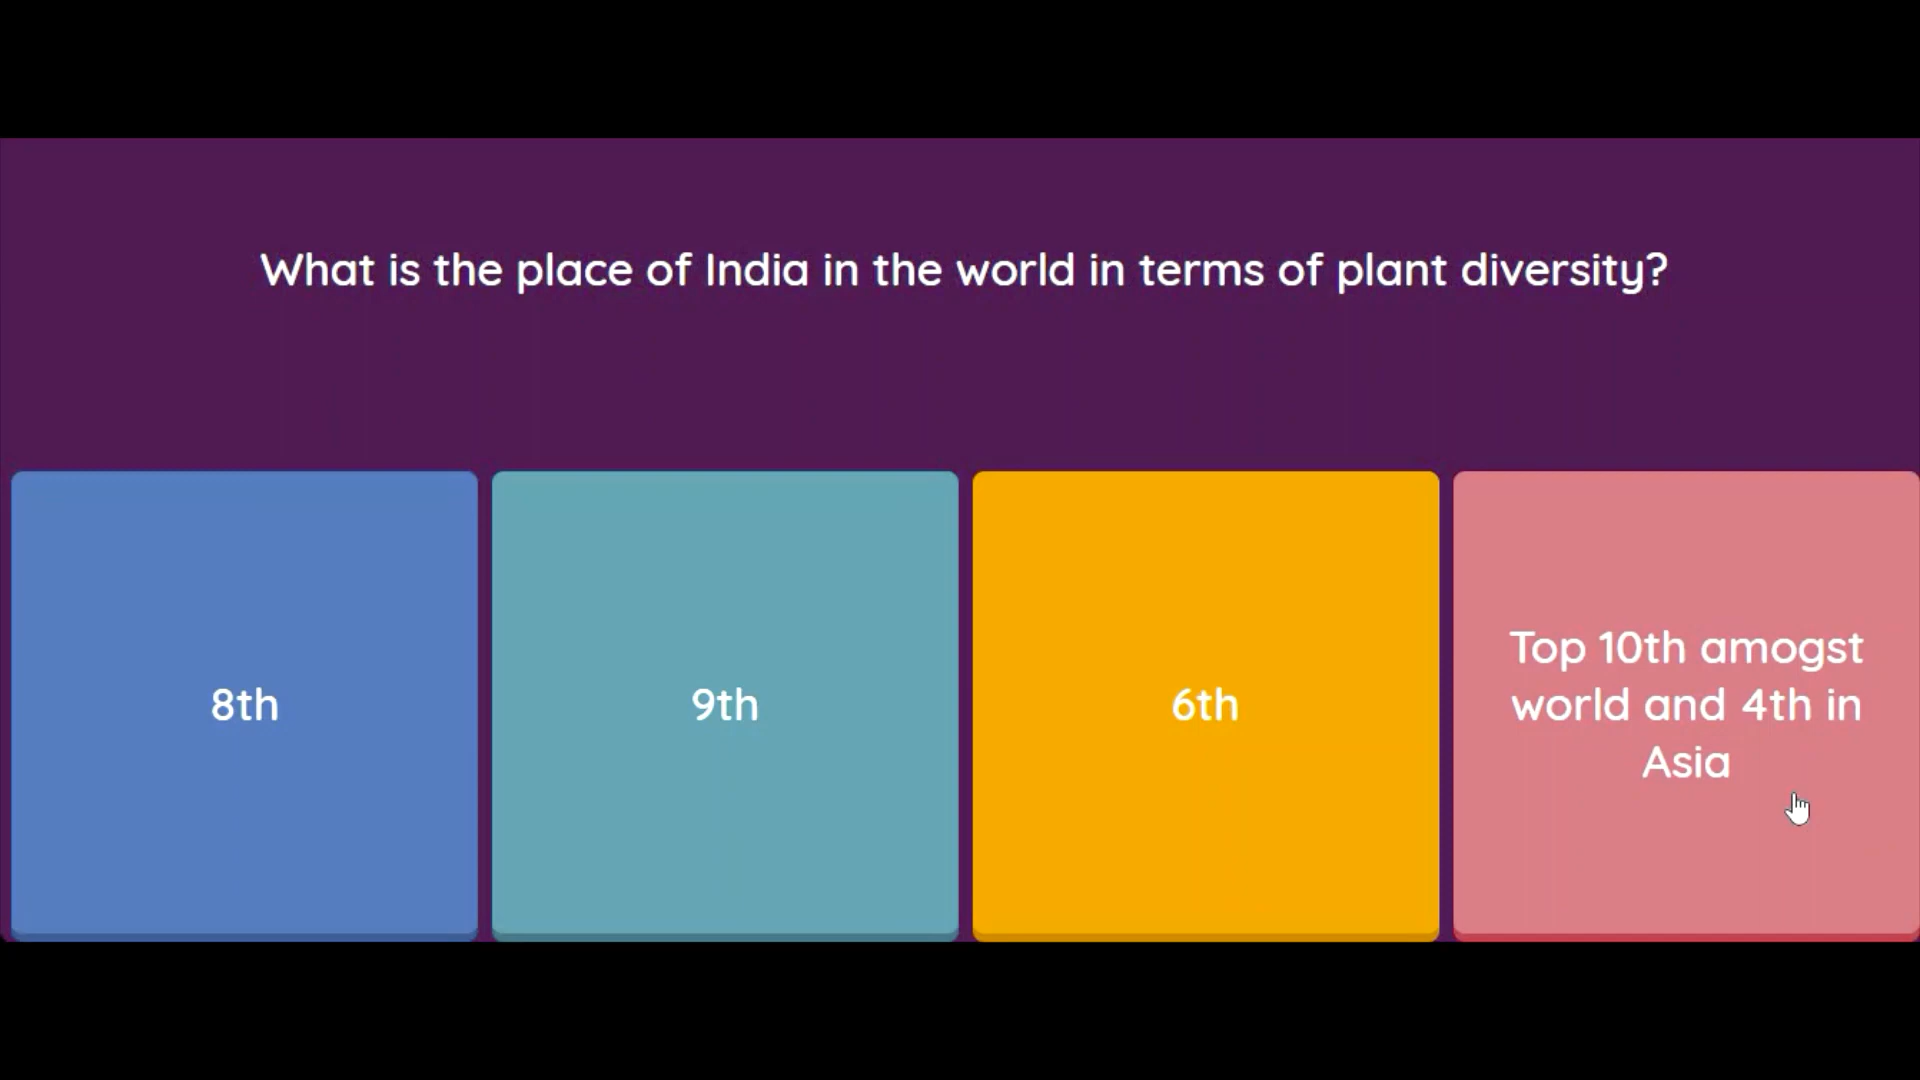 What is the place of India in the world in terms of plant diversity?
8th
9th
6th
Top 10th amogst
world and 4th in
Asia